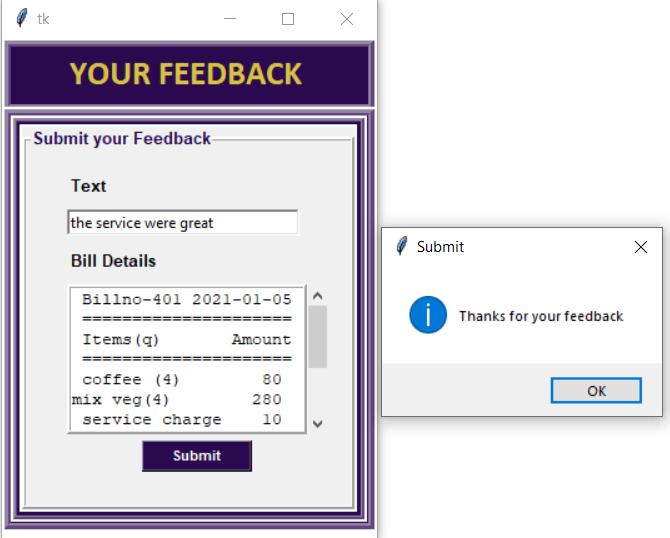 tk
YOUR FEEDBACK
Submit your Feedback
Text
the service were great
Bill Details
Billno-401 2021-01-05
=====================
Items(q) Amount
=====================
coffee (4) 80
mix veg(4) 280
service charge 10
Submit
Submit
Thanks for your feedback
OK